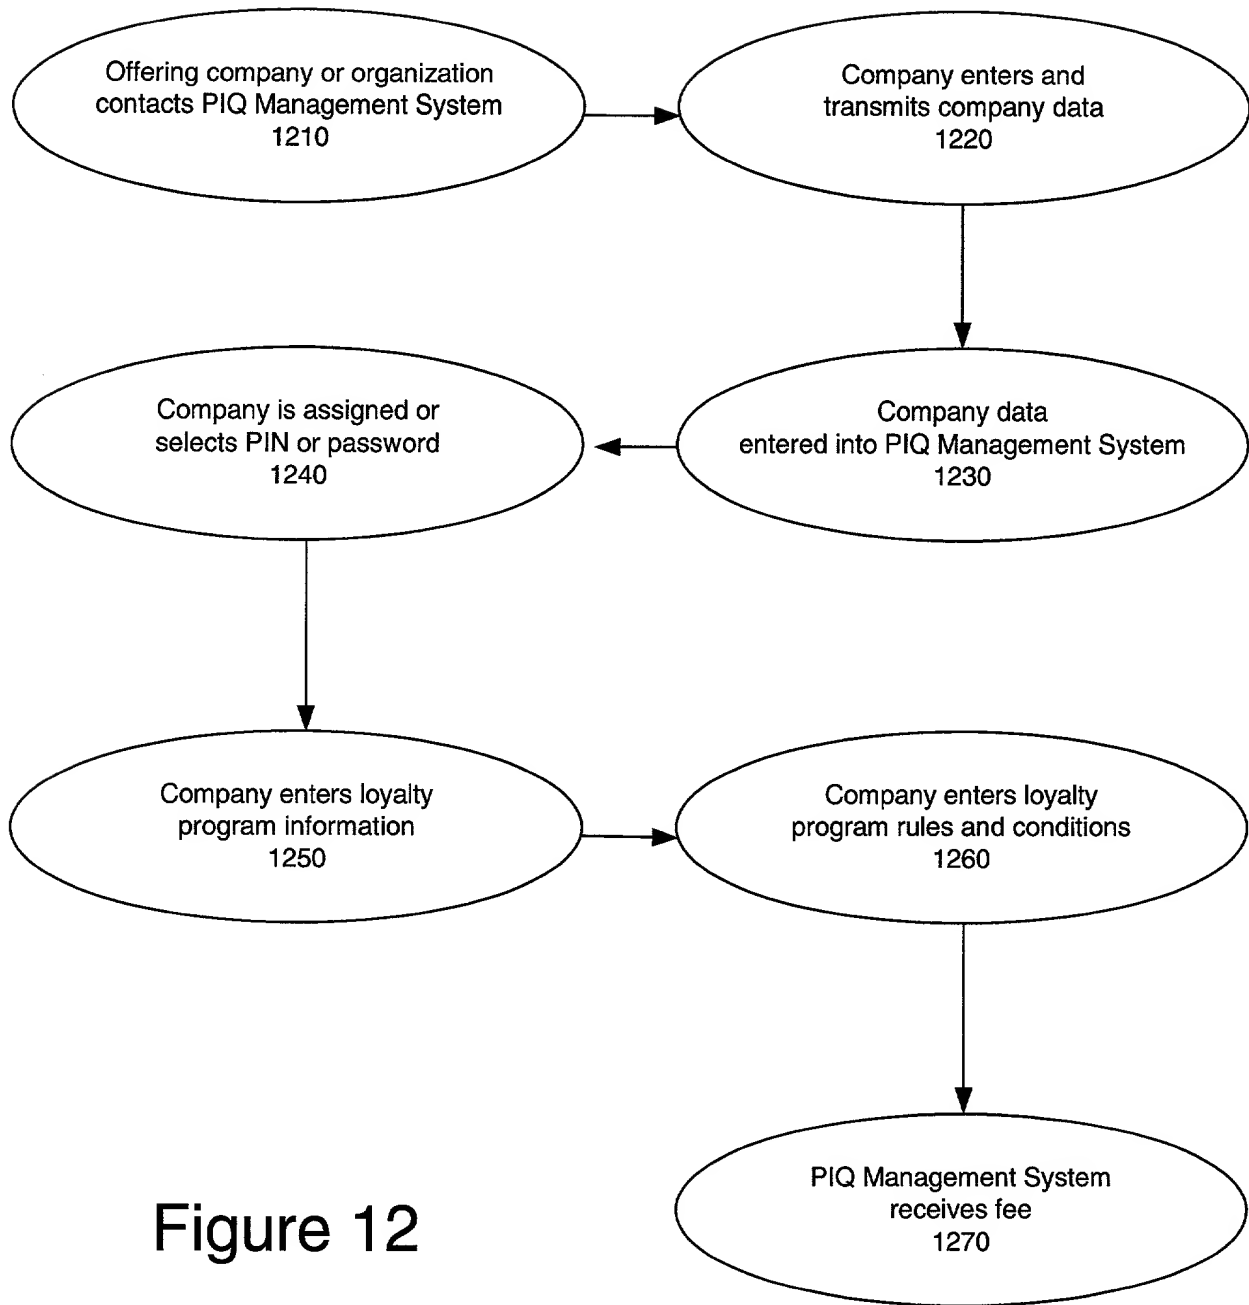 Offering company or organization
contacts PIQ Management System
1210
Company enters and
transmits company data
1220
Company data
entered into PIQ Management System
1230
Company is assigned or
selects PIN or password
1240
Company enters loyalty
program information
1250
Company enters loyalty
program rules and conditions
1260
PIQ Management System
receives fee
1270
Figure 12